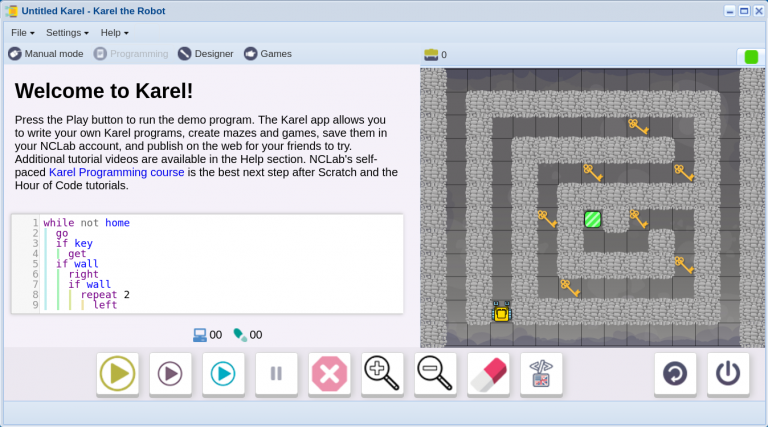 Untitled Karel - Karel the Robot
File Settings Help
Manual mode Programming Designer Games
0
Welcome to Karel!
Press the Play button to run the demo program. The Karel app allows you
to write your own Karel programs, create mazes and games, save them in
your NCLab account, and publish on the web for your friends to try.
Additional tutorial videos are available in the Help section. NCLab's self-
paced Karel Programming course is the best next step after Scratch and the
Hour of Code tutorials.
1 while not home
2 go
3 if key
4 get
5 if wall
6 right
7 if wall
8 repeat 2
9 left
00 00